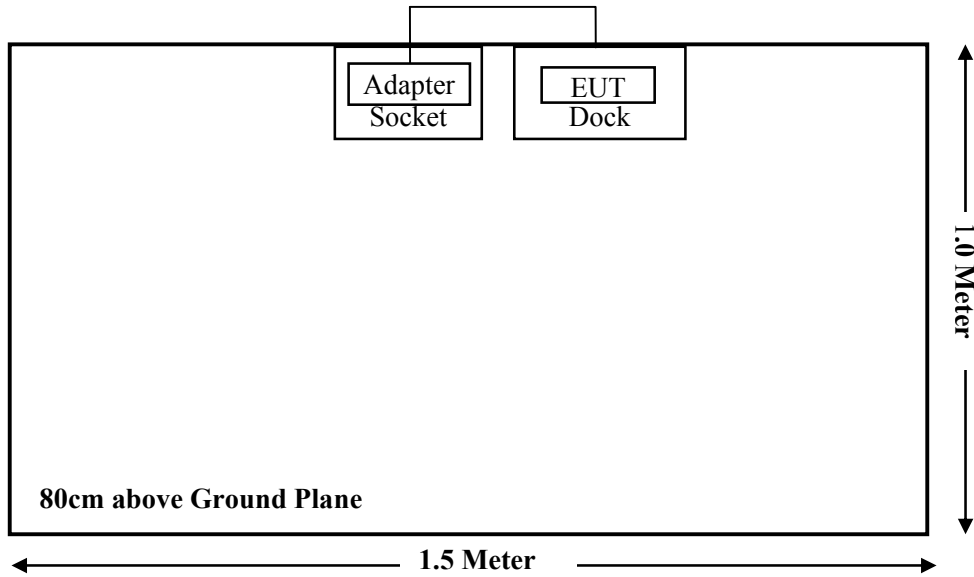 Adapter
Socket
EUT
Dock
1.0 Meter
80cm above Ground Plane
1.5 Meter